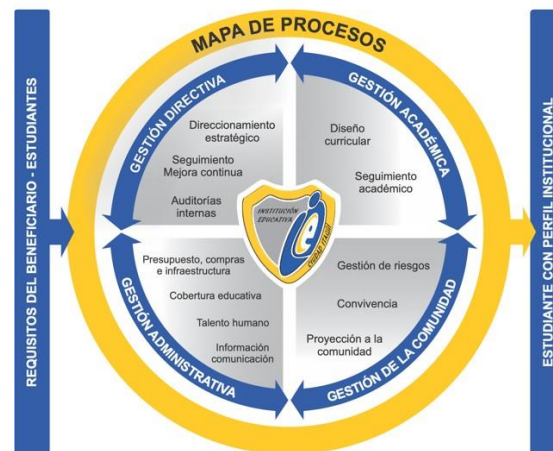 MAPA DE PROCESOS
REQUISITOS DEL BENEFICIARIO - ESTUDIANTES
GESTIÓN DIRECTIVA
Direccionamiento
estratégico
Seguimiento
Mejora continua
Auditorías
internas
GESTIÓN ACADÉMICA
Diseño
curricular
Seguimiento
académico
INSTITUCIÓN
EDUCATIVA
CIUDAD ITAGÜÍ
GESTIÓN ADMINISTRATIVA
Presupuesto, compras
e infraestructura
Cobertura educativa
Talento humano
Información
comunicación
GESTIÓN DE LA COMUNIDAD
Gestión de riesgos
Convivencia
Proyección a la
comunidad
ESTUDIANTE CON PERFIL INSTITUCIONAL